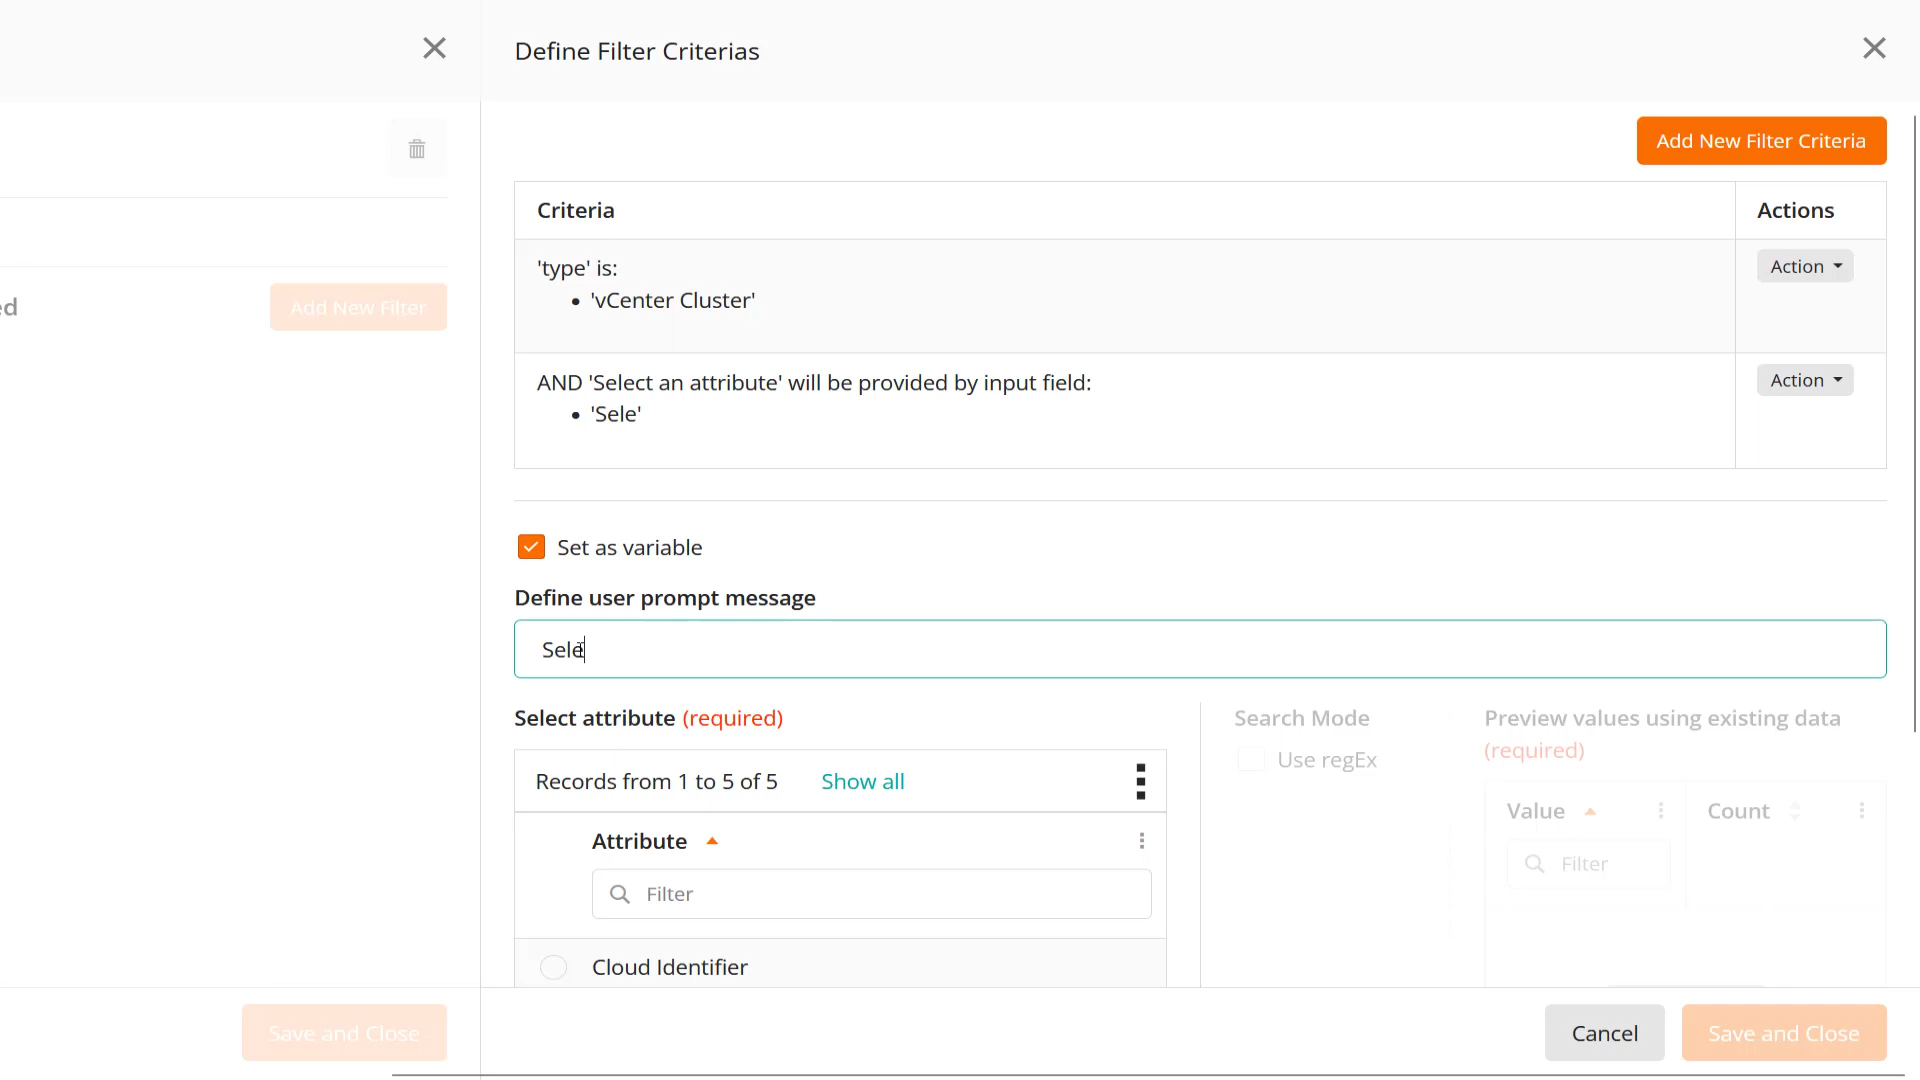 Define Filter Criterias
Add New Filter Criteria
Criteria
Actions
'type' is:
• 'vCenter Cluster'
Action
ed
Add New Filter
AND 'Select an attribute' will be provided by input field:
• 'Sele'
Action
Set as variable
Define user prompt message
Sele
Select attribute (required)
Search Mode
Preview values using existing data
(required)
Records from 1 to 5 of 5
Show all
Use regEx
Attribute
Value
Count
Filter
Filter
Cloud Identifier
Save and Close
Cancel
Save and Close